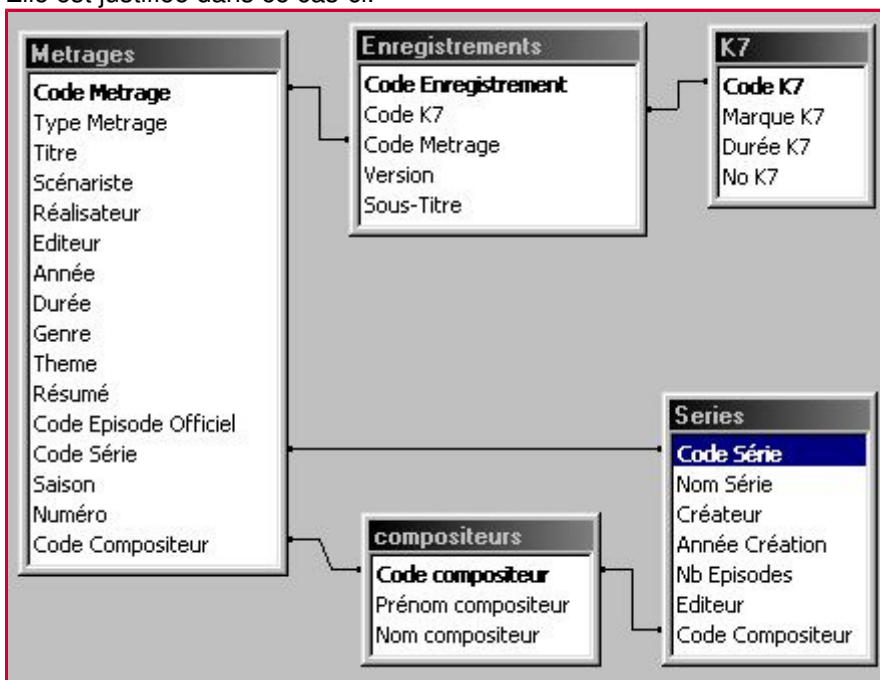 Elle est justifiée dans ce cas-ci.
Metrages
Code Metrage
Type Metrage
Titre
Scénariste
Réalisateur
Editeur
Année
Durée
Genre
Theme
Résumé
Code Episode Officiel
Code Série
Saison
Numéro
Code Compositeur
Enregistrements
Code Enregistrement
Code K7
Code Metrage
Version
Sous-Titre
K7
Code K7
Marque K7
Durée K7
No K7
compositeurs
Code compositeur
Prénom compositeur
Nom compositeur
Series
Code Série
Nom Série
Créateur
Année Création
Nb Episodes
Editeur
Code Compositeur